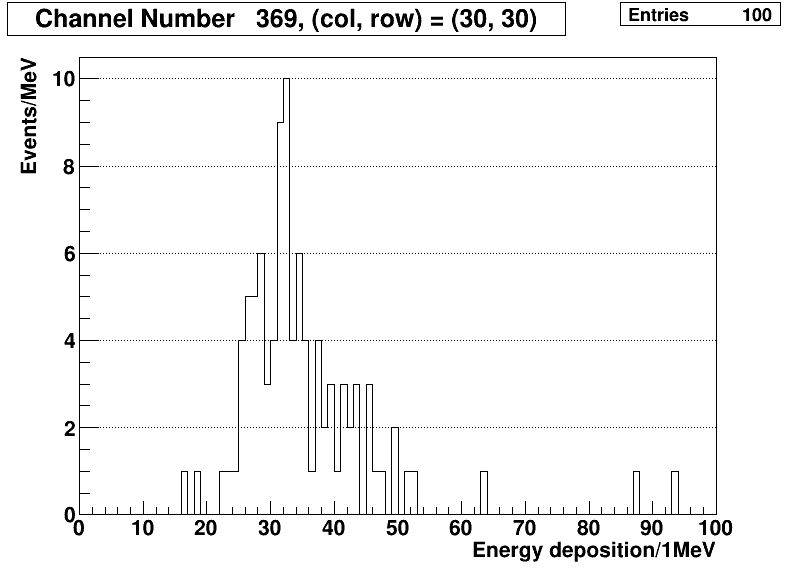 Channel Number 369, (col, row) = (30, 30)
Entries 100
Events/MeV
10
8
6
4
2
0
0 10 20 30 40 50 60 70 80 90 100
Energy deposition/1MeV